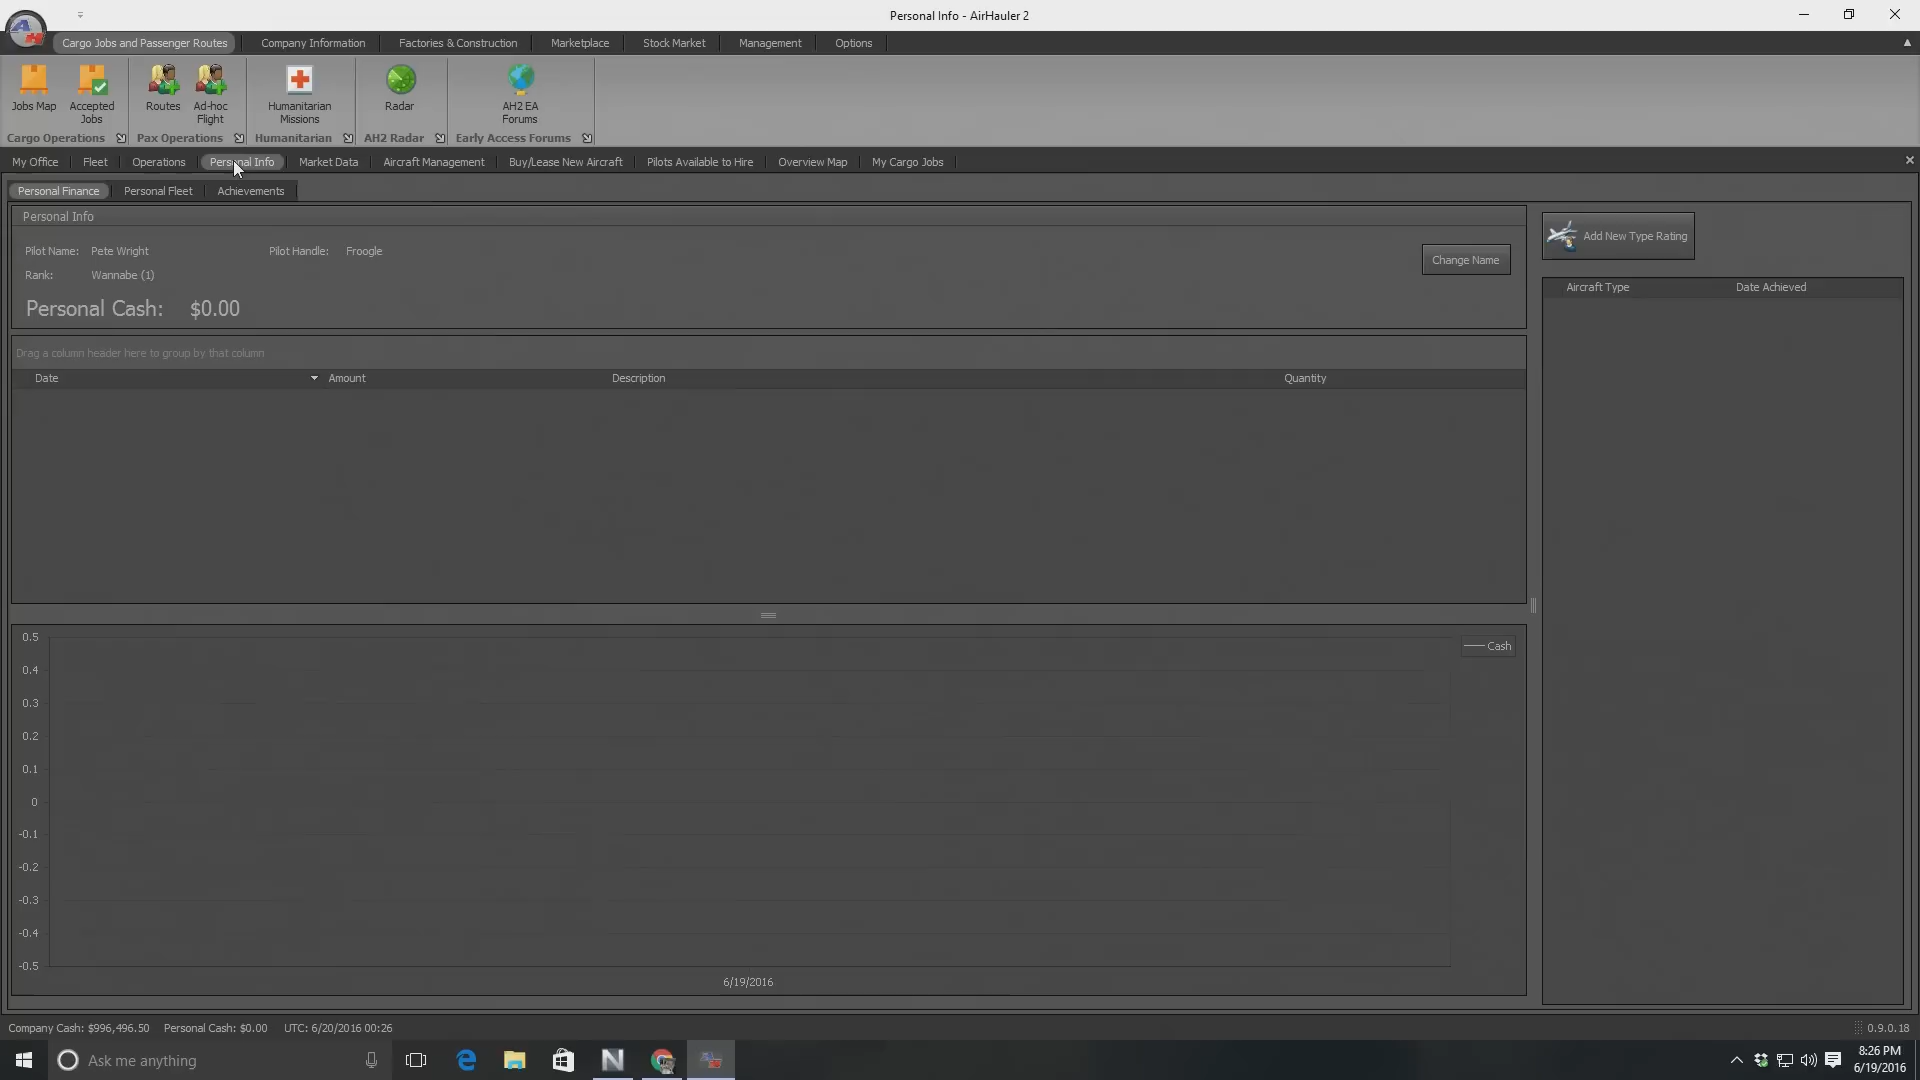 Personal Info - AirHauler 2
Cargo Jobs and Passenger Routes
Company Information
Factories & Construction
Marketplace
Stock Market
Management
Options
Jobs Map
Accepted Jobs
Routes
Ad-hoc Flight
Humanitarian Missions
Radar
AH2 EA Forums
Cargo Operations
Pax Operations
Humanitarian
AH2 Radar
Early Access Forums
My Office
Fleet
Operations
Personal Info
Market Data
Aircraft Management
Buy/Lease New Aircraft
Pilots Available to Hire
Overview Map
My Cargo Jobs
Personal Finance
Personal Fleet
Achievements
Personal Info
Pilot Name: Pete Wright
Pilot Handle: Froogle
Rank: Wannabe (1)
Change Name
Personal Cash: $0.00
Add New Type Rating
Aircraft Type
Date Achieved
Drag a column header here to group by that column
Date
Amount
Description
Quantity
0.5
0.4
0.3
0.2
0.1
0
-0.1
-0.2
-0.3
-0.4
-0.5
Cash
6/19/2016
Company Cash: $996,496.50
Personal Cash: $0.00
UTC: 6/20/2016 00:26
0.9.0.18
Ask me anything
8:26 PM
6/19/2016